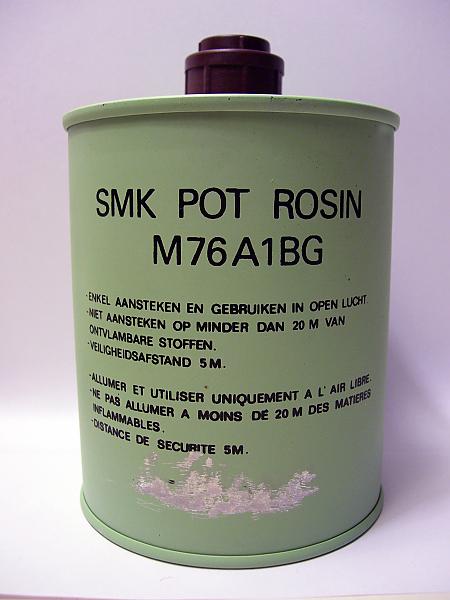 SMK POT ROSIN
M76A1BG
-ENKEL AANSTEKEN EN GEBRUIKEN IN OPEN LUCHT.
-NIET AANSTEKEN OP MINDER DAN 20 M VAN
ONTVLAMBARE STOFFEN.
-VEILIGHEIDSAFSTAND 5 M.
-ALLUMER ET UTILISER UNIQUEMENT A L' AIR LIBRE.
-NE PAS ALLUMER A MOINS DE 20 M DES MATIERES
INFLAMMABLES.
-DISTANCE DE SECURITE 5M.